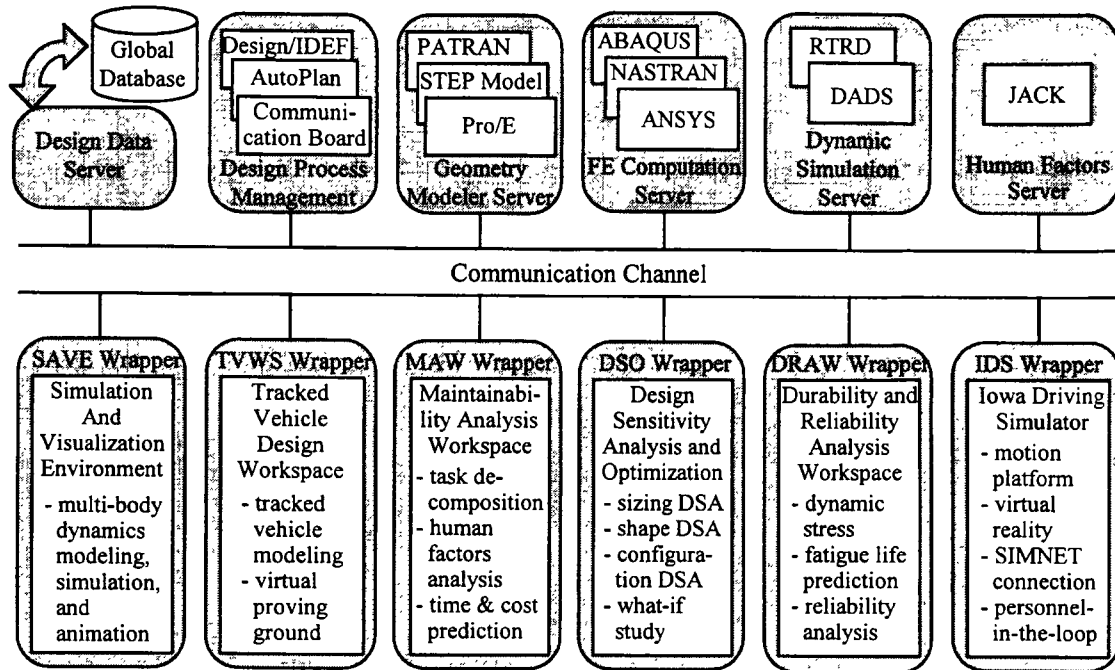 Global
Database
Design Data
Server
Design/IDEF
AutoPlan
Communi-
cation Board
Design Process
Management
PATRAN
STEP Model
Pro/E
Geometry
Modeler Server
ABAQUS
NASTRAN
ANSYS
FE Computation
Server
RTRD
DADS
Dynamic
Simulation
Server
JACK
Human Factors
Server
Communication Channel
SAVE Wrapper
Simulation
And
Visualization
Environment
- multi-body
dynamics
modeling,
simulation,
and
animation
TVWS Wrapper
Tracked
Vehicle
Design
Workspace
- tracked
vehicle
modeling
- virtual
proving
ground
MAW Wrapper
Maintainabi-
lity Analysis
Workspace
- task de-
composition
- human
factors
analysis
- time & cost
prediction
DSO Wrapper
Design
Sensitivity
Analysis and
Optimization
- sizing DSA
- shape DSA
- configura-
tion DSA
- what-if
study
DRAW Wrapper
Durability and
Reliability
Analysis
Workspace
- dynamic
stress
- fatigue life
prediction
- reliability
analysis
IDS Wrapper
Iowa Driving
Simulator
- motion
platform
- virtual
reality
- SIMNET
connection
- personnel-
in-the-loop